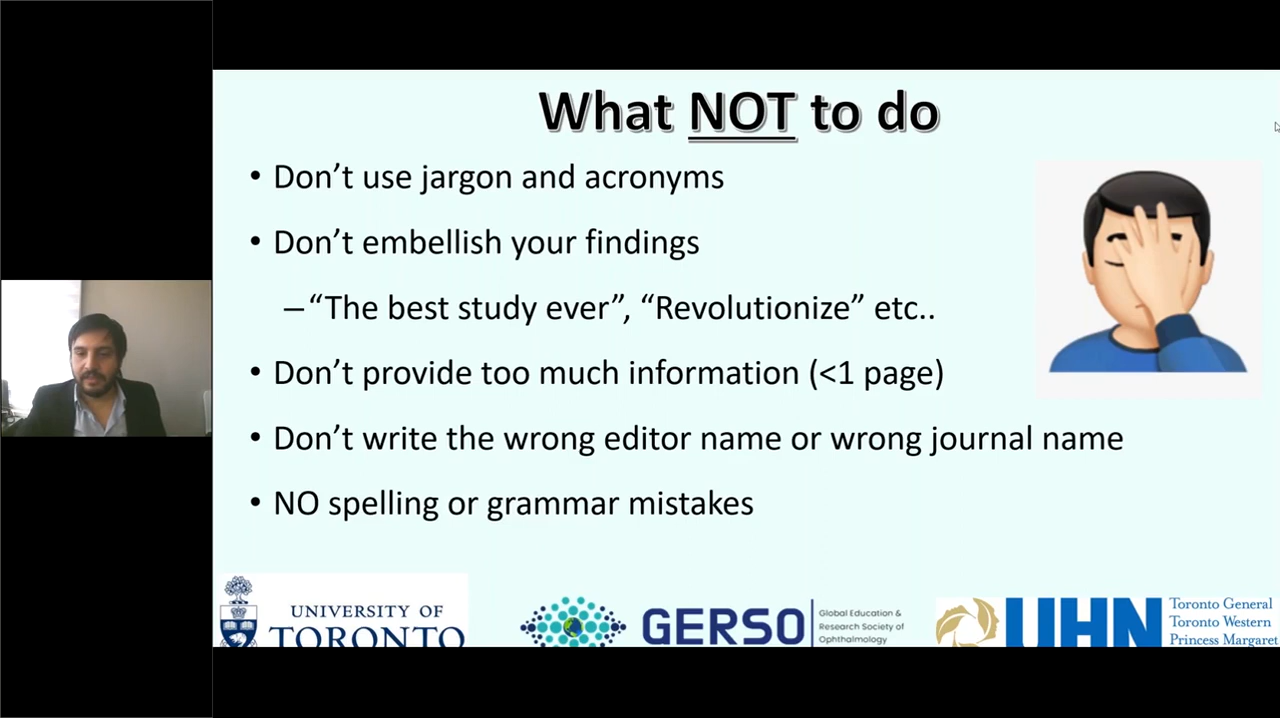 What NOT to do
• Don’t use jargon and acronyms
• Don’t embellish your findings
– “The best study ever”, “Revolutionize” etc..
• Don’t provide too much information (<1 page)
• Don’t write the wrong editor name or wrong journal name
• NO spelling or grammar mistakes
UNIVERSITY OF
TORONTO
GERSO
Global Education &
Research Society of
Ophthalmology
UHN
Toronto General
Toronto Western
Princess Margaret